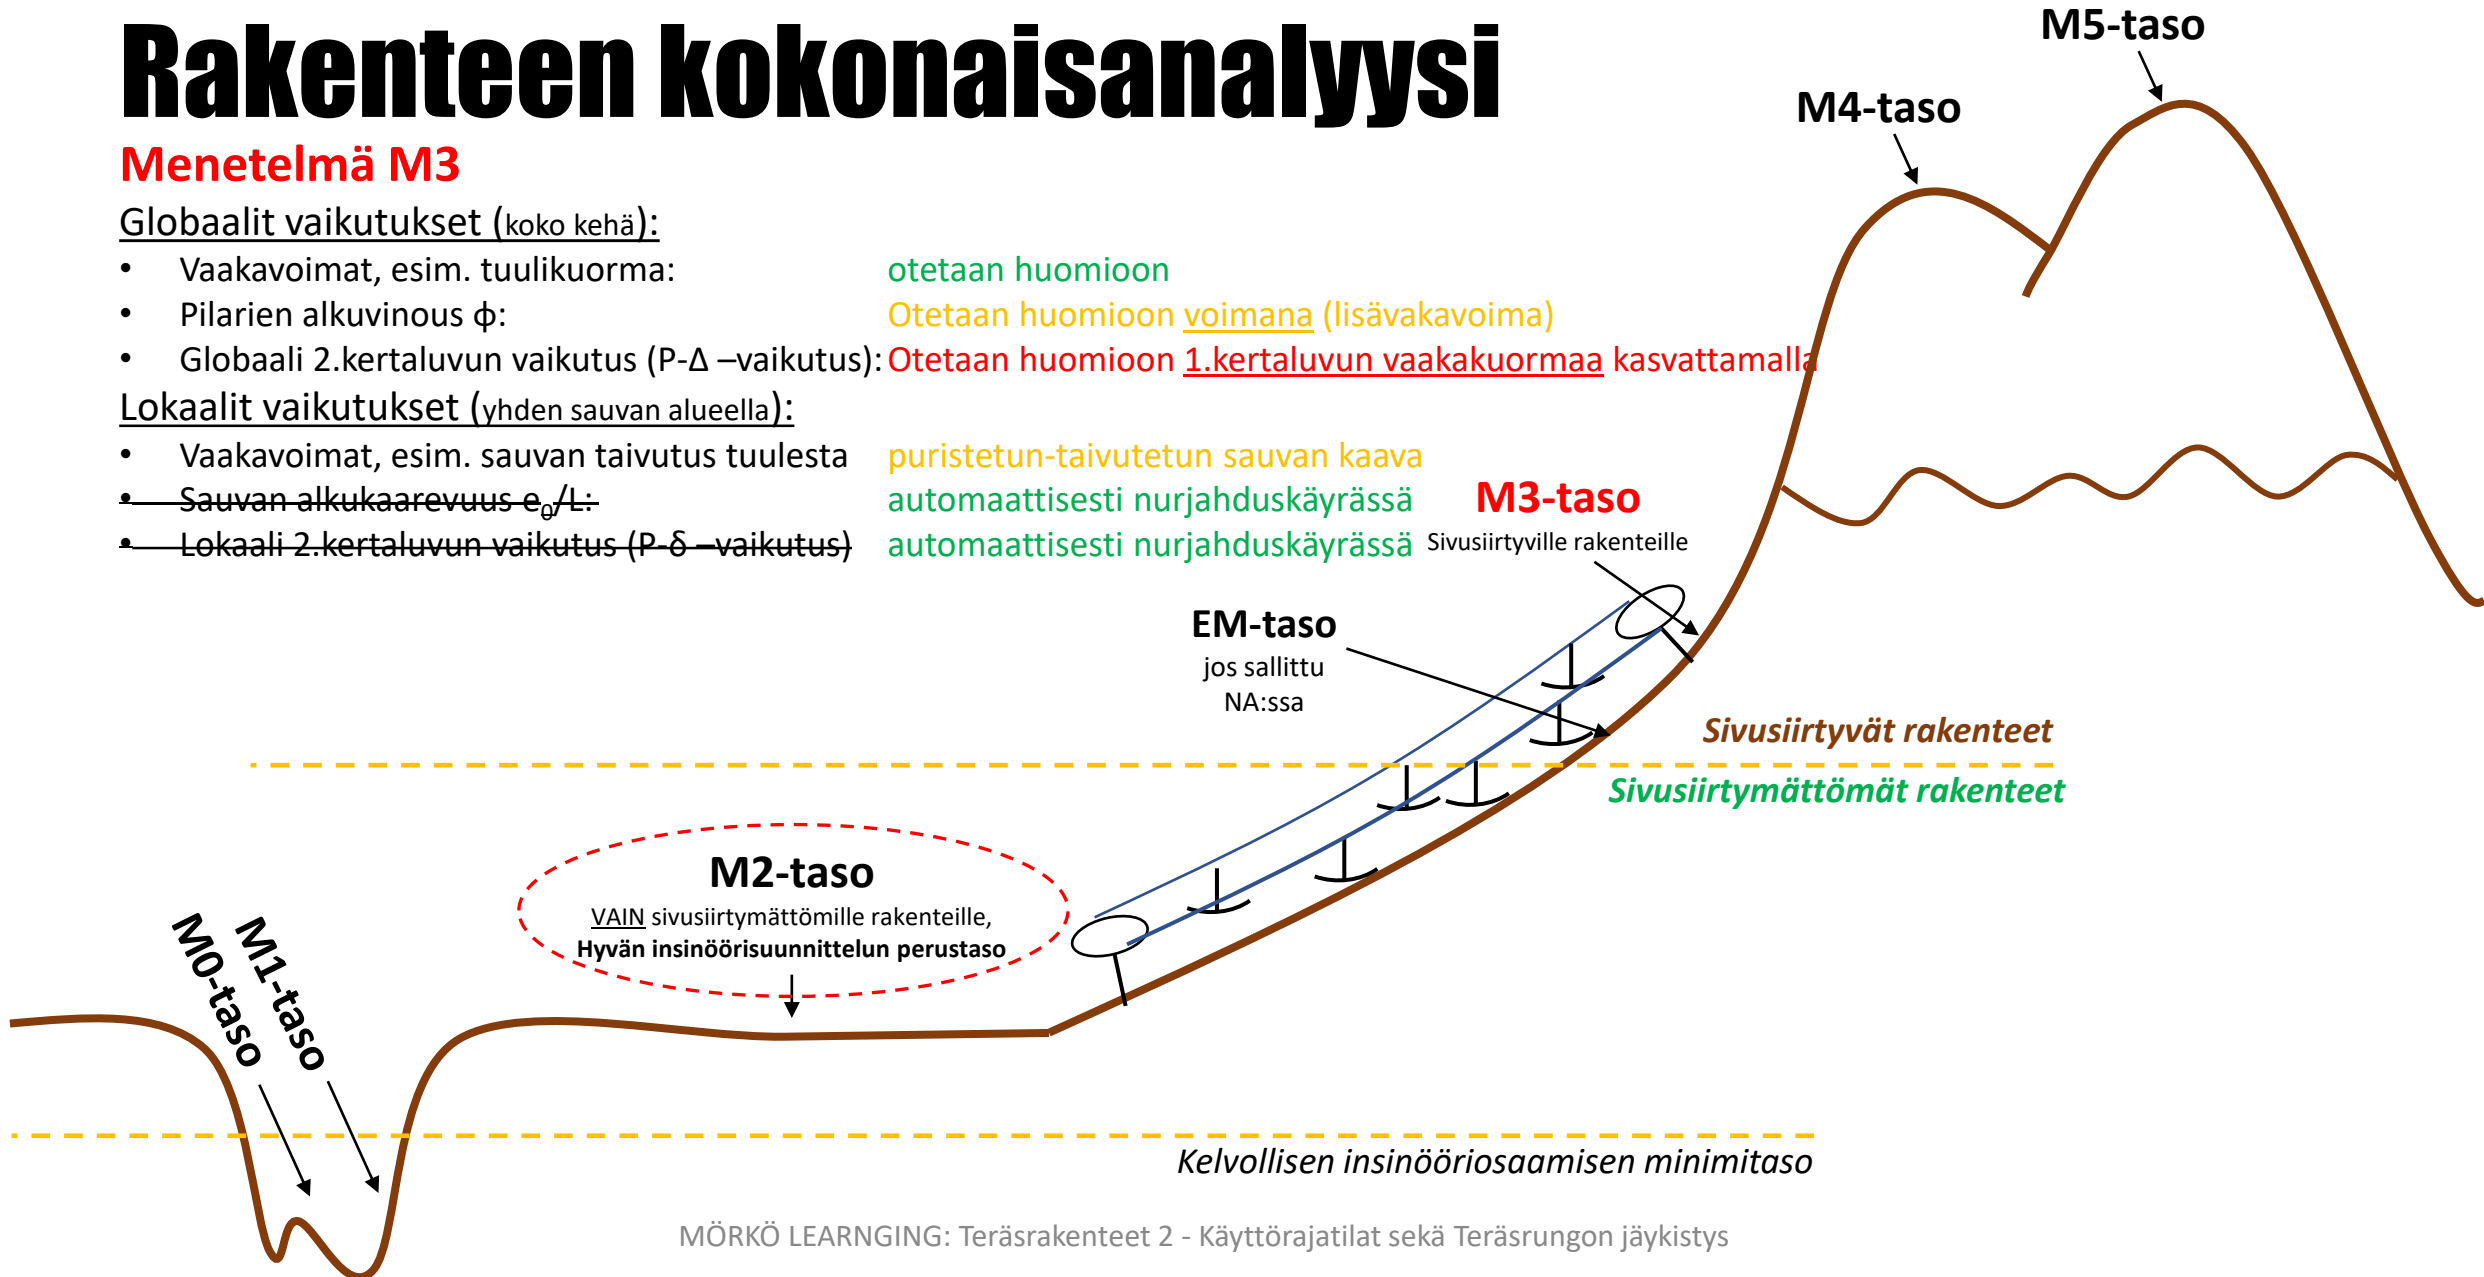 Rakenteen kokonaisanalyysi
Menetelmä M3
Globaalit vaikutukset (koko kehä):
• Vaakavoimat, esim. tuulikuorma: otetaan huomioon
• Pilarien alkuvinous ϕ: Otetaan huomioon voimana (lisävakavoima)
• Globaali 2.kertaluvun vaikutus (P-Δ –vaikutus): Otetaan huomioon 1.kertaluvun vaakakuormaa kasvattamalla
Lokaalit vaikutukset (yhden sauvan alueella):
• Vaakavoimat, esim. sauvan taivutus tuulesta puristetun-taivutetun sauvan kaava
• Sauvan alkukaarevuus e0/L: automaattisesti nurjahduskäyrässä
• Lokaali 2.kertaluvun vaikutus (P-δ –vaikutus) automaattisesti nurjahduskäyrässä
M5-taso
M4-taso
M3-taso
Sivusiirtyville rakenteille
EM-taso
jos sallittu
NA:ssa
Sivusiirtyvät rakenteet
Sivusiirtymättömät rakenteet
M2-taso
VAIN sivusiirtymättömille rakenteille,
Hyvän insinöörisuunnittelun perustaso
M0-taso
M1-taso
Kelvollisen insinööriosaamisen minimitaso
MÖRKÖ LEARNGING: Teräsrakenteet 2 - Käyttörajatilat sekä Teräsrungon jäykistys